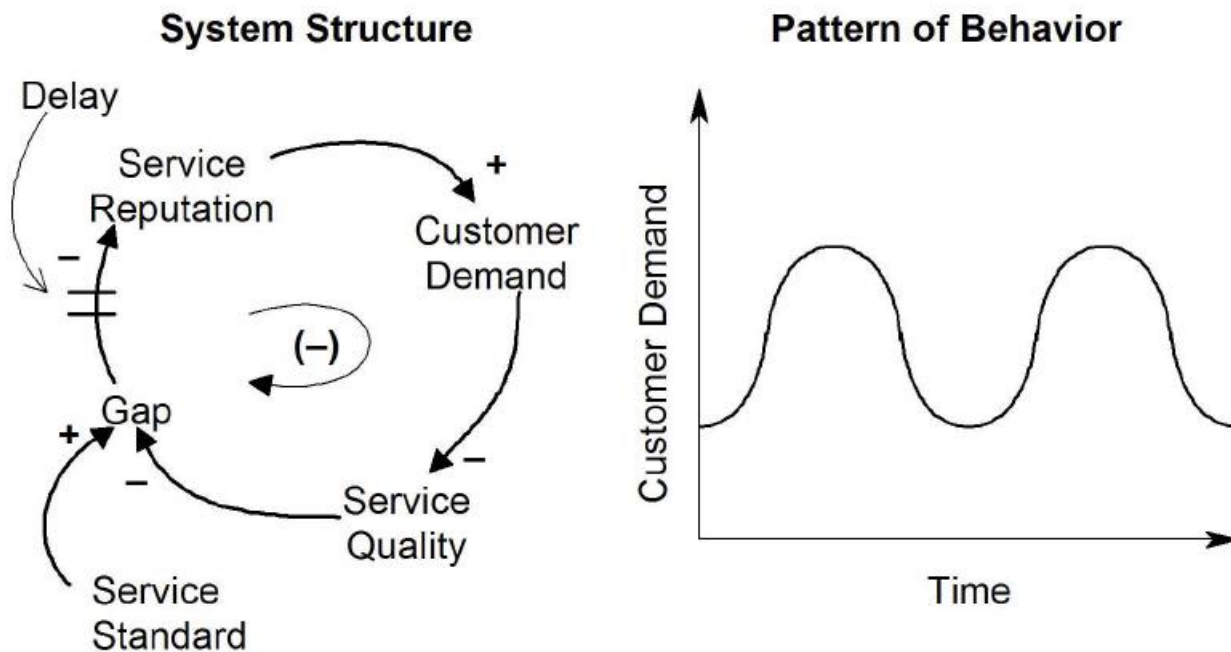 System Structure
Pattern of Behavior
Delay
Service
Reputation
+
Customer
Demand
–
(–)
Gap
+
–
–
Service
Quality
Service
Standard
Customer Demand
Time